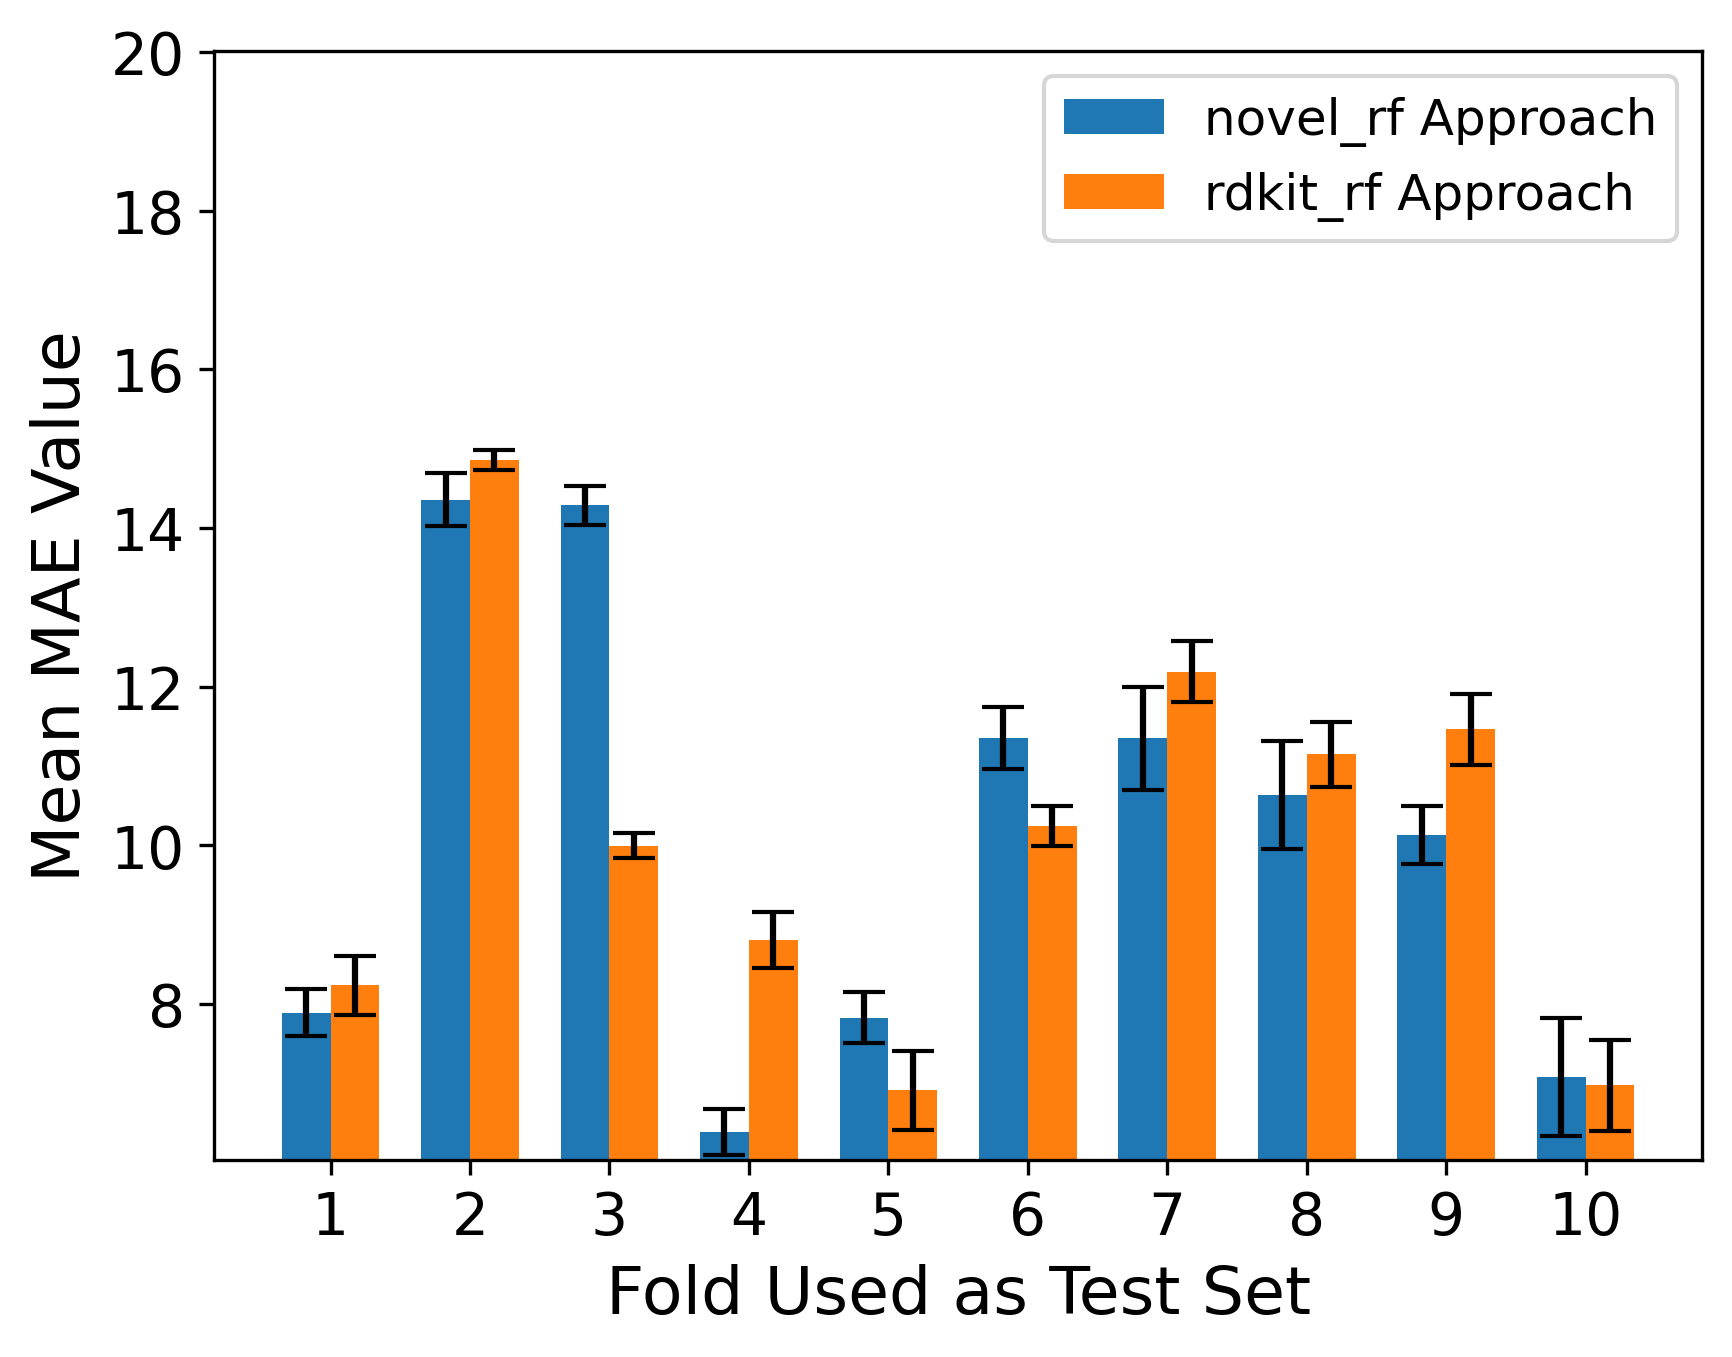 20
18
16
14
12
10
8
Mean MAE Value
novel_rf Approach
rdkit_rf Approach
1 2 3 4 5 6 7 8 9 10
Fold Used as Test Set